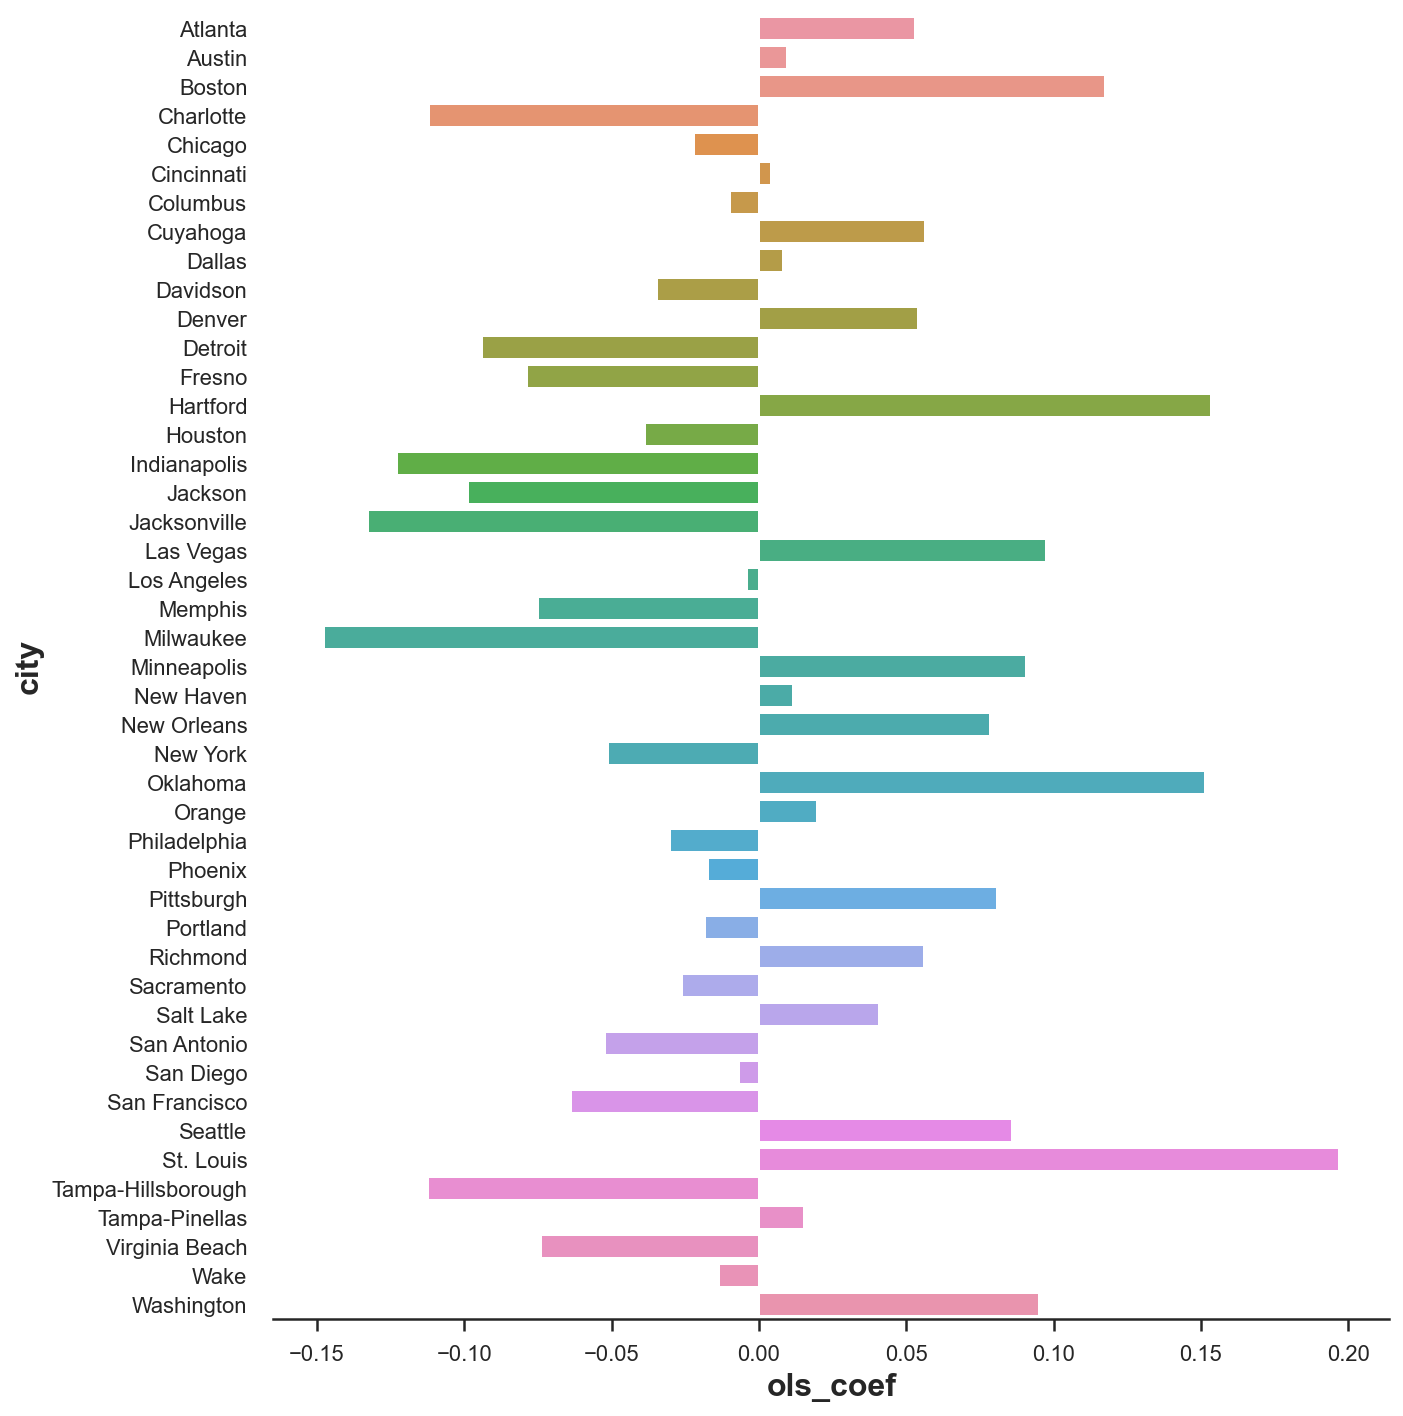 Atlanta
Austin
Boston
Charlotte
Chicago
Cincinnati
Columbus
Cuyahoga
Dallas
Davidson
Denver
Detroit
Fresno
Hartford
Houston
Indianapolis
Jackson
Jacksonville
Las Vegas
Los Angeles
Memphis
Milwaukee
Minneapolis
New Haven
New Orleans
New York
Oklahoma
Orange
Philadelphia
Phoenix
Pittsburgh
Portland
Richmond
Sacramento
Salt Lake
San Antonio
San Diego
San Francisco
Seattle
St. Louis
Tampa-Hillsborough
Tampa-Pinellas
Virginia Beach
Wake
Washington
city
−0.15 −0.10 −0.05 0.00 0.05 0.10 0.15 0.20
ols_coef